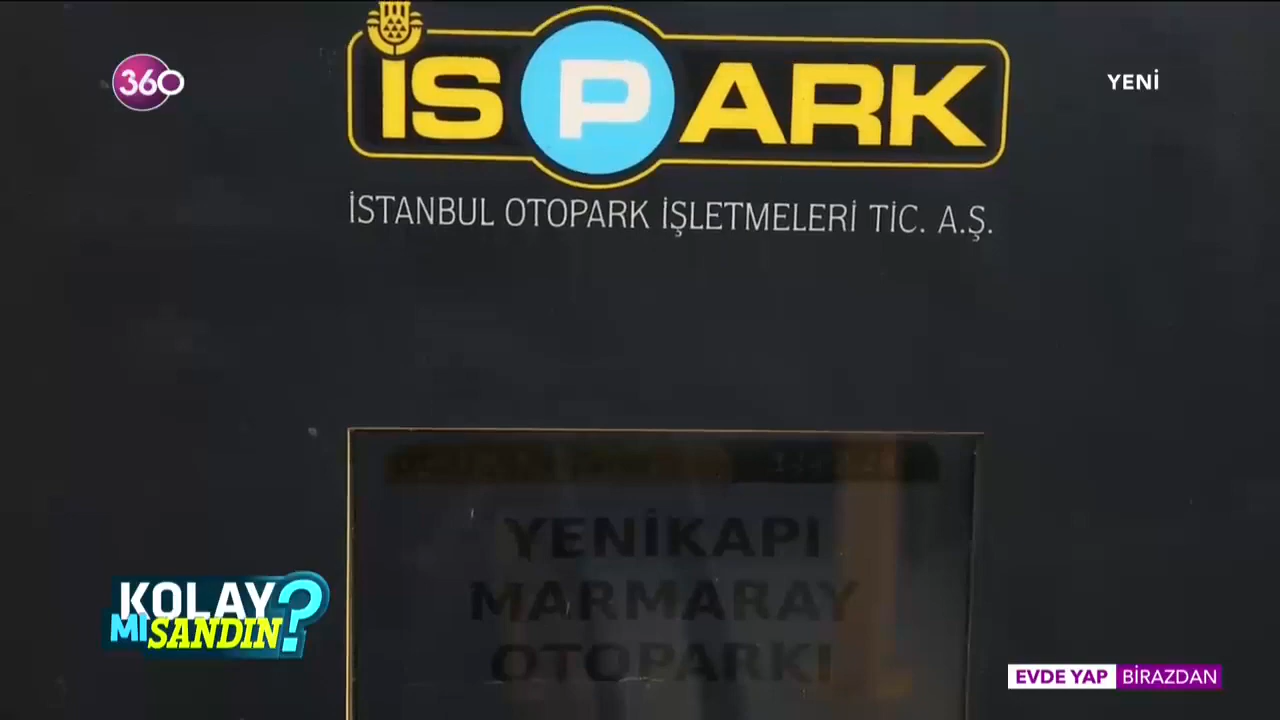 360
YENİ
İSPARK
İSTANBUL OTOPARK İŞLETMELERİ TİC. A.Ş.
YENİKAPI
MARMARAY
OTOPARKI
KOLAY
MI SANDIN?
EVDE YAP BİRAZDAN